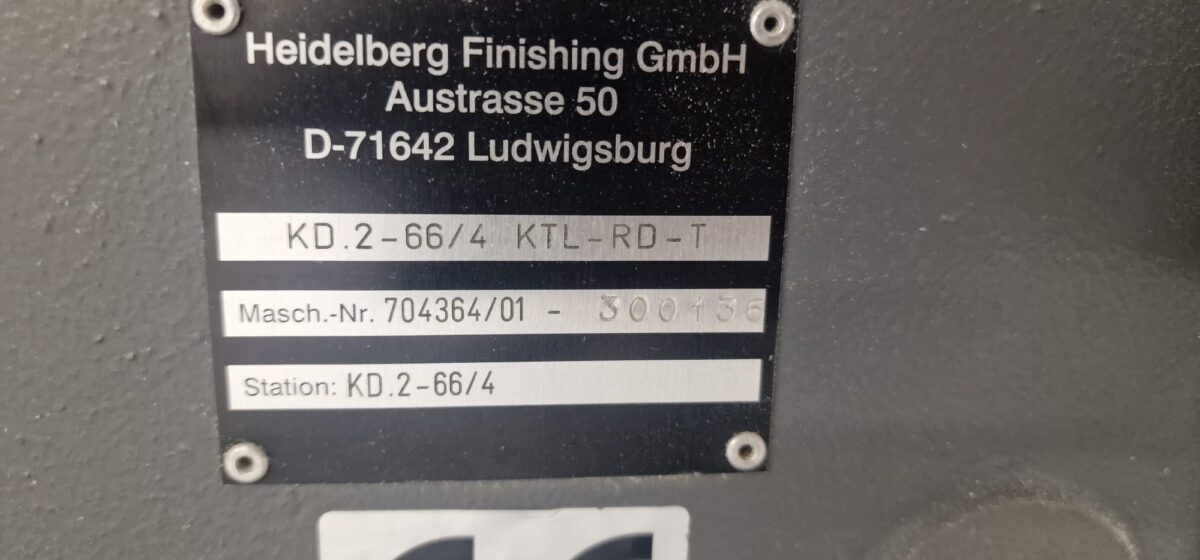 Heidelberg Finishing GmbH
Austrasse 50
D-71642 Ludwigsburg
KD.2-66/4 KTL-RD-T
Masch.-Nr. 704364/01 - 300136
Station: KD.2-66/4